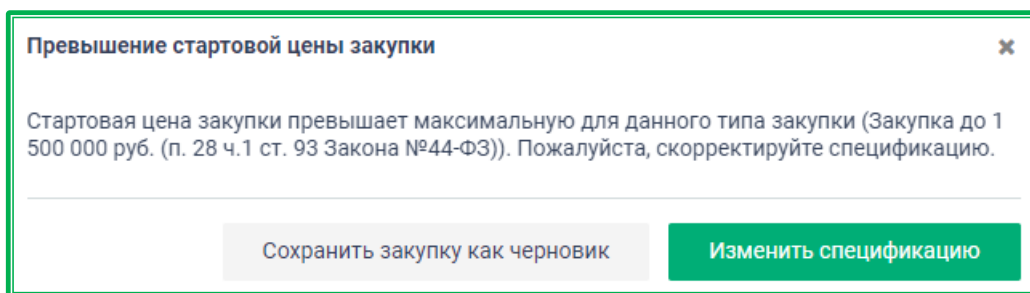 Превышение стартовой цены закупки
Стартовая цена закупки превышает максимальную для данного типа закупки (Закупка до 1
500 000 руб. (п. 28 ч.1 ст. 93 Закона №44-ФЗ)). Пожалуйста, скорректируйте спецификацию.
Сохранить закупку как черновик
Изменить спецификацию